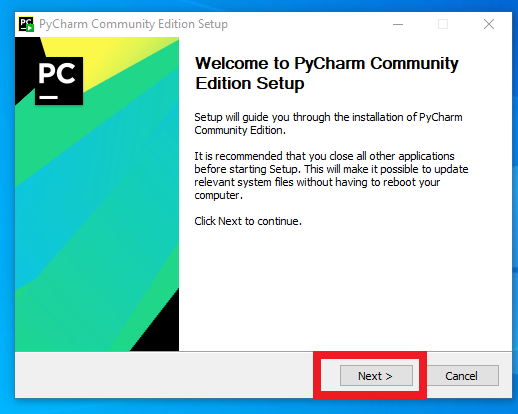 PC PyCharm Community Edition Setup
PC
Welcome to PyCharm Community
Edition Setup
Setup will guide you through the installation of PyCharm
Community Edition.
It is recommended that you close all other applications
before starting Setup. This will make it possible to update
relevant system files without having to reboot your
computer.
Click Next to continue.
Next >
Cancel